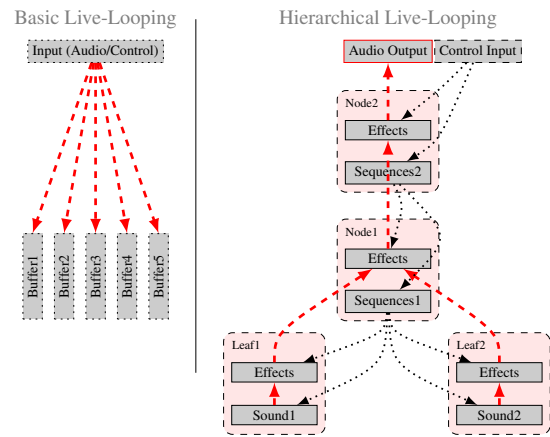 Basic Live-Looping
Input (Audio/Control)
Buffer1
Buffer2
Buffer3
Buffer4
Buffer5
Hierarchical Live-Looping
Audio Output
Control Input
Node2
Effects
Sequences2
Node1
Effects
Sequences1
Leaf1
Effects
Sound1
Leaf2
Effects
Sound2